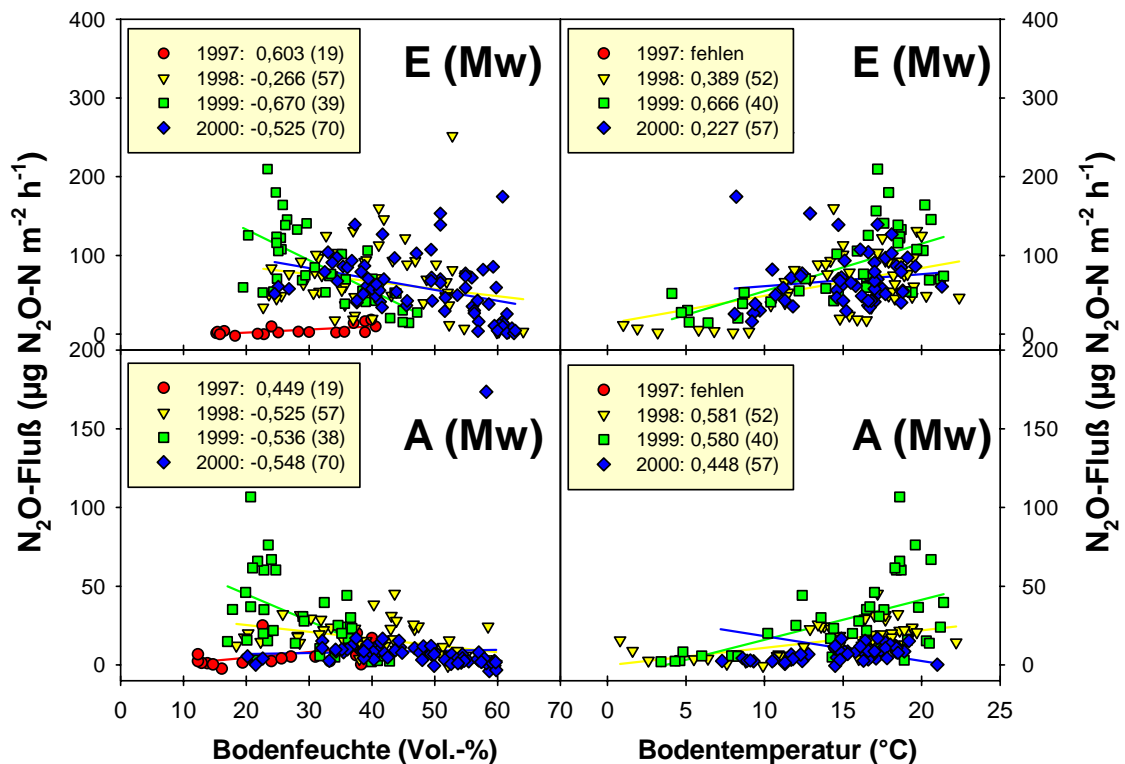 400
300
200
100
0
200
150
100
50
0
N₂O-Fluß (µg N₂O-N m⁻² h⁻¹)
1997: 0,603 (19)
1998: -0,266 (57)
1999: -0,670 (39)
2000: -0,525 (70)
E (Mw)
1997: fehlen
1998: 0,389 (52)
1999: 0,666 (40)
2000: 0,227 (57)
E (Mw)
1997: 0,449 (19)
1998: -0,525 (57)
1999: -0,536 (38)
2000: -0,548 (70)
A (Mw)
1997: fehlen
1998: 0,581 (52)
1999: 0,580 (40)
2000: 0,448 (57)
A (Mw)
400
300
200
100
0
200
150
100
50
0
N₂O-Fluß (µg N₂O-N m⁻² h⁻¹)
0 10 20 30 40 50 60 70
0 5 10 15 20 25
Bodenfeuchte (Vol.-%)
Bodentemperatur (°C)